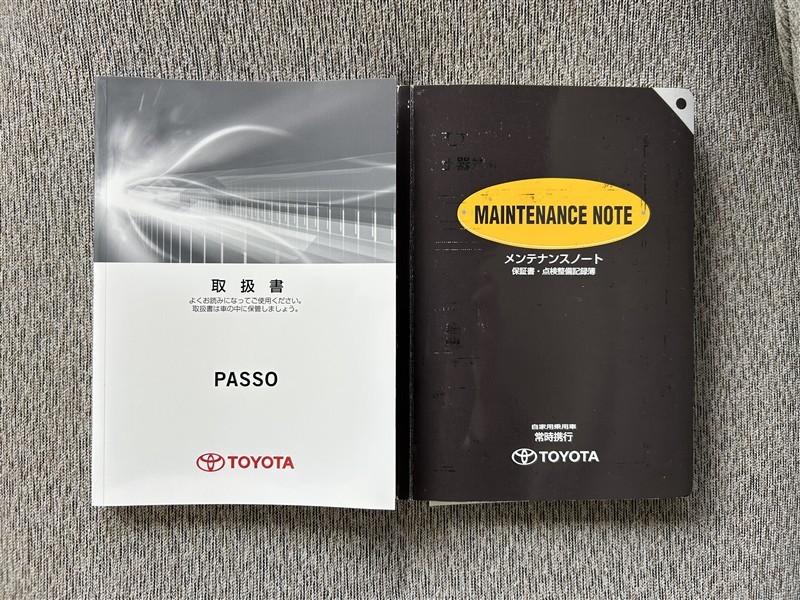 取扱書
よくお読みになってご使用ください。
取扱書は車の中に保管しましょう。
PASSO
TOYOTA
MAINTENANCE NOTE
メンテナンスノート
保証書・点検整備記録簿
自家用乗用車
常時携行
TOYOTA